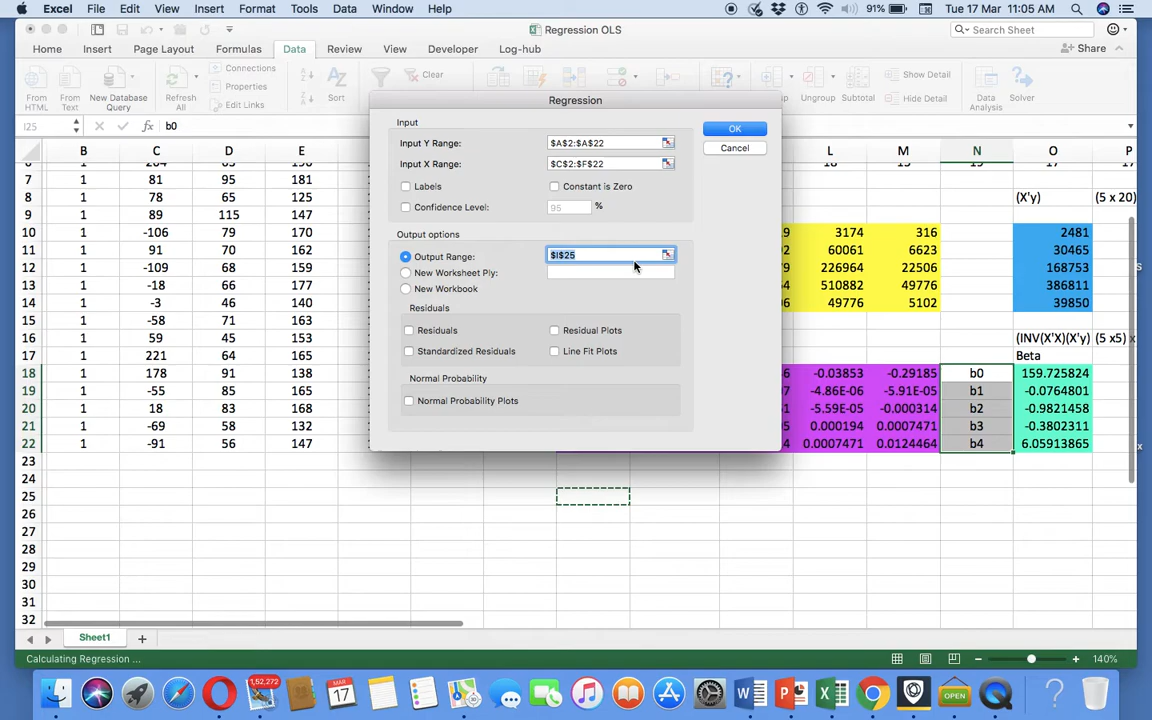 Excel File Edit View Insert Format Tools Data Window Help 91% Tue 17 Mar 11:05 AM
Regression OLS Search Sheet
Home Insert Page Layout Formulas Data Review View Developer Log-hub Share
From HTML From Text New Database Query Refresh All Connections Properties Edit Links Sort Clear Ungroup Subtotal Show Detail Hide Detail Data Analysis Solver
I25 fx b0
Regression
Input
Input Y Range: $A$2:$A$22
Input X Range: $C$2:$F$22
Labels Constant is Zero
Confidence Level: 95 %
Output options
Output Range: $I$25
New Worksheet Ply:
New Workbook
Residuals
Residuals Residual Plots
Standardized Residuals Line Fit Plots
Normal Probability
Normal Probability Plots
OK
Cancel
B C D E L M N O P
7 1 81 95 181
8 1 78 65 125 (X'y) (5 x 20)
9 1 89 115 147
10 1 -106 79 170 9 3174 316 2481
11 1 91 70 162 2 60061 6623 30465
12 1 -109 68 159 9 226964 22506 168753
13 1 -18 66 177 4 510882 49776 386811
14 1 -3 46 140 6 49776 5102 39850
15 1 -58 71 163
16 1 59 45 153 (INV(X'X)(X'y) (5 x5) x
17 1 221 64 165 Beta
18 1 178 91 138 6 -0.03853 -0.29185 b0 159.725824
19 1 -55 85 165 -4.86E-06 -5.91E-05 b1 -0.0764801
20 1 18 83 168 -5.59E-05 -0.000314 b2 -0.9821458
21 1 -69 58 132 0.000194 0.0007471 b3 -0.3802311
22 1 -91 56 147 4 0.0007471 0.0124464 b4 6.05913865
23
24
25
26
27
28
29
30
31
32
Sheet1
Calculating Regression ... 140%
1,52,272 MAR 17 OPEN